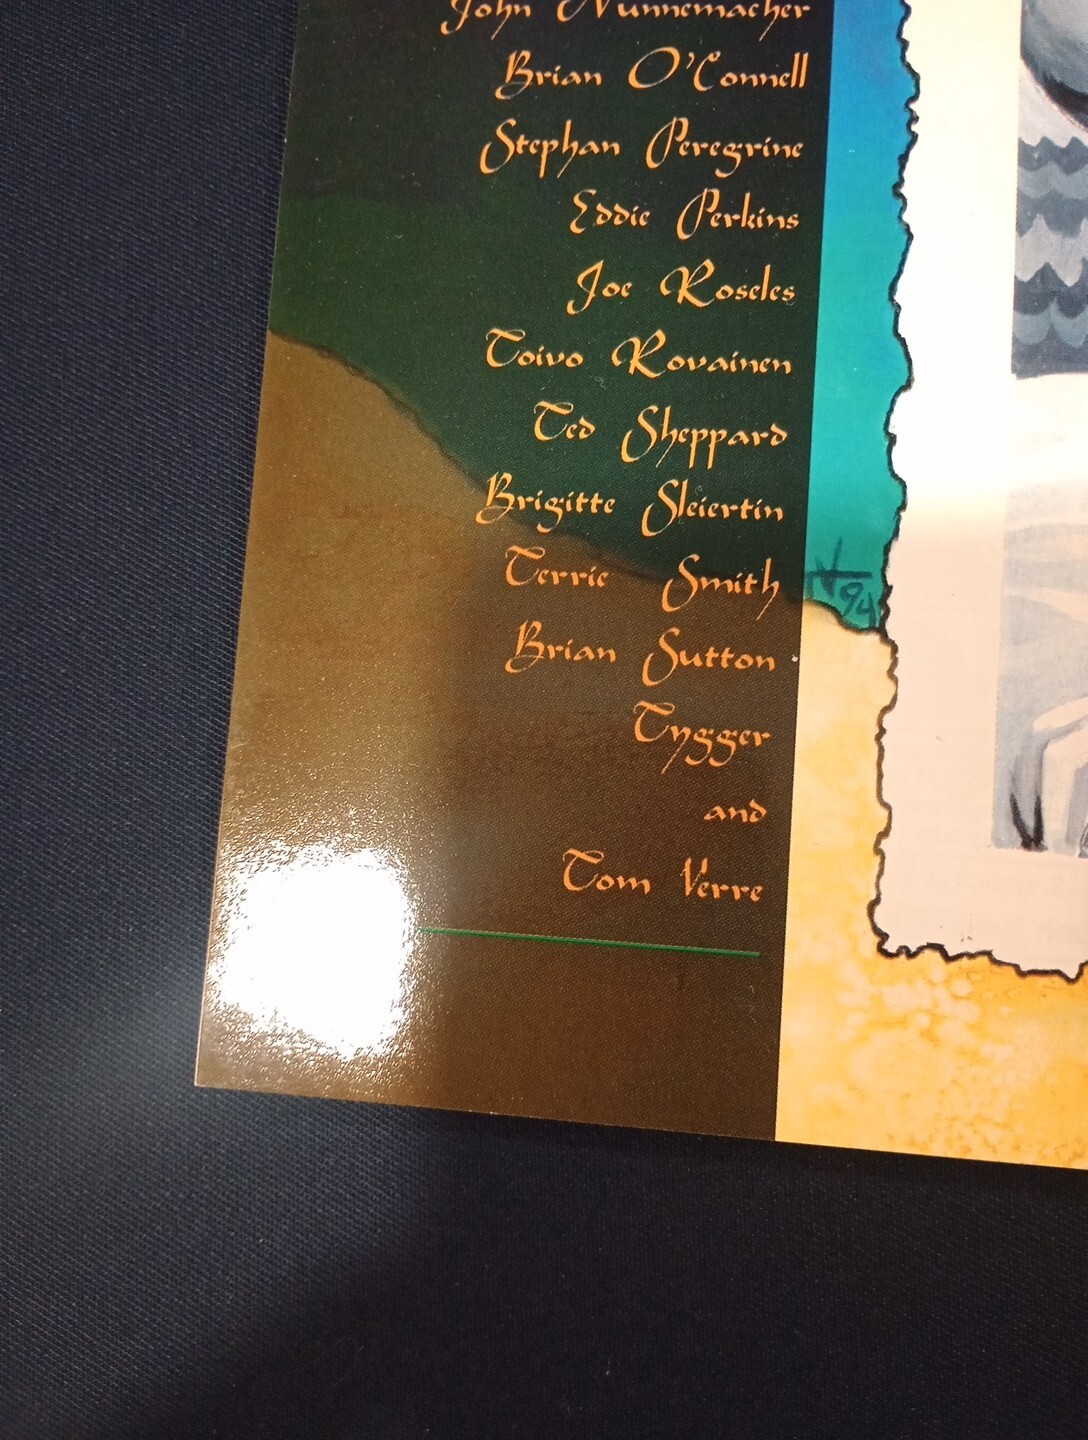 John Nunnemacher
Brian O'Connell
Stephan Peregrine
Eddie Perkins
Joe Roseles
Toivo Rovainen
Ted Sheppard
Brigitte Sleiertin
Terrie Smith
Brian Sutton
Tygger
and
Tom Verre
94